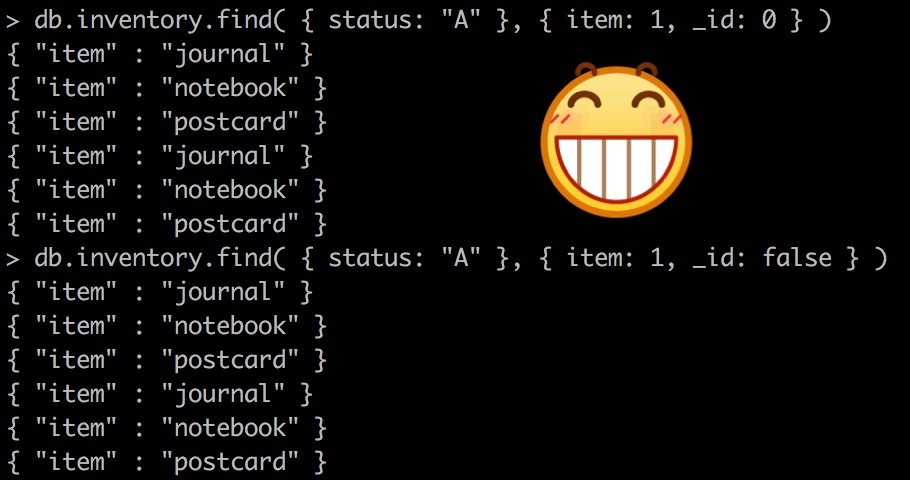 > db.inventory.find( { status: "A" }, { item: 1, _id: 0 } )
{ "item" : "journal" }
{ "item" : "notebook" }
{ "item" : "postcard" }
{ "item" : "journal" }
{ "item" : "notebook" }
{ "item" : "postcard" }
> db.inventory.find( { status: "A" }, { item: 1, _id: false } )
{ "item" : "journal" }
{ "item" : "notebook" }
{ "item" : "postcard" }
{ "item" : "journal" }
{ "item" : "notebook" }
{ "item" : "postcard" }